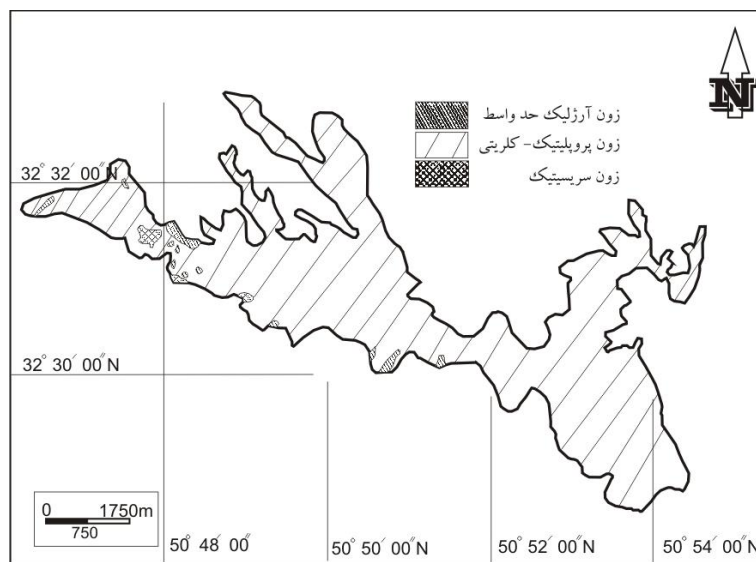 N
زون آرژلیک حد واسط
زون پروپلیتیک- کلریتی
زون سریسیتیک
32° 32′ 00″ N
32° 30′ 00″ N
0 1750m
750
50° 48′ 00″
50° 50′ 00″ N
50° 52′ 00″ N
50° 54′ 00″ N